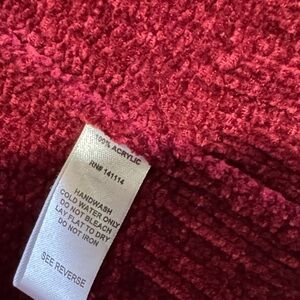 100% ACRYLIC
RN# 141114
HANDWASH
COLD WATER ONLY
DO NOT BLEACH
LAY FLAT TO DRY
DO NOT IRON
SEE REVERSE